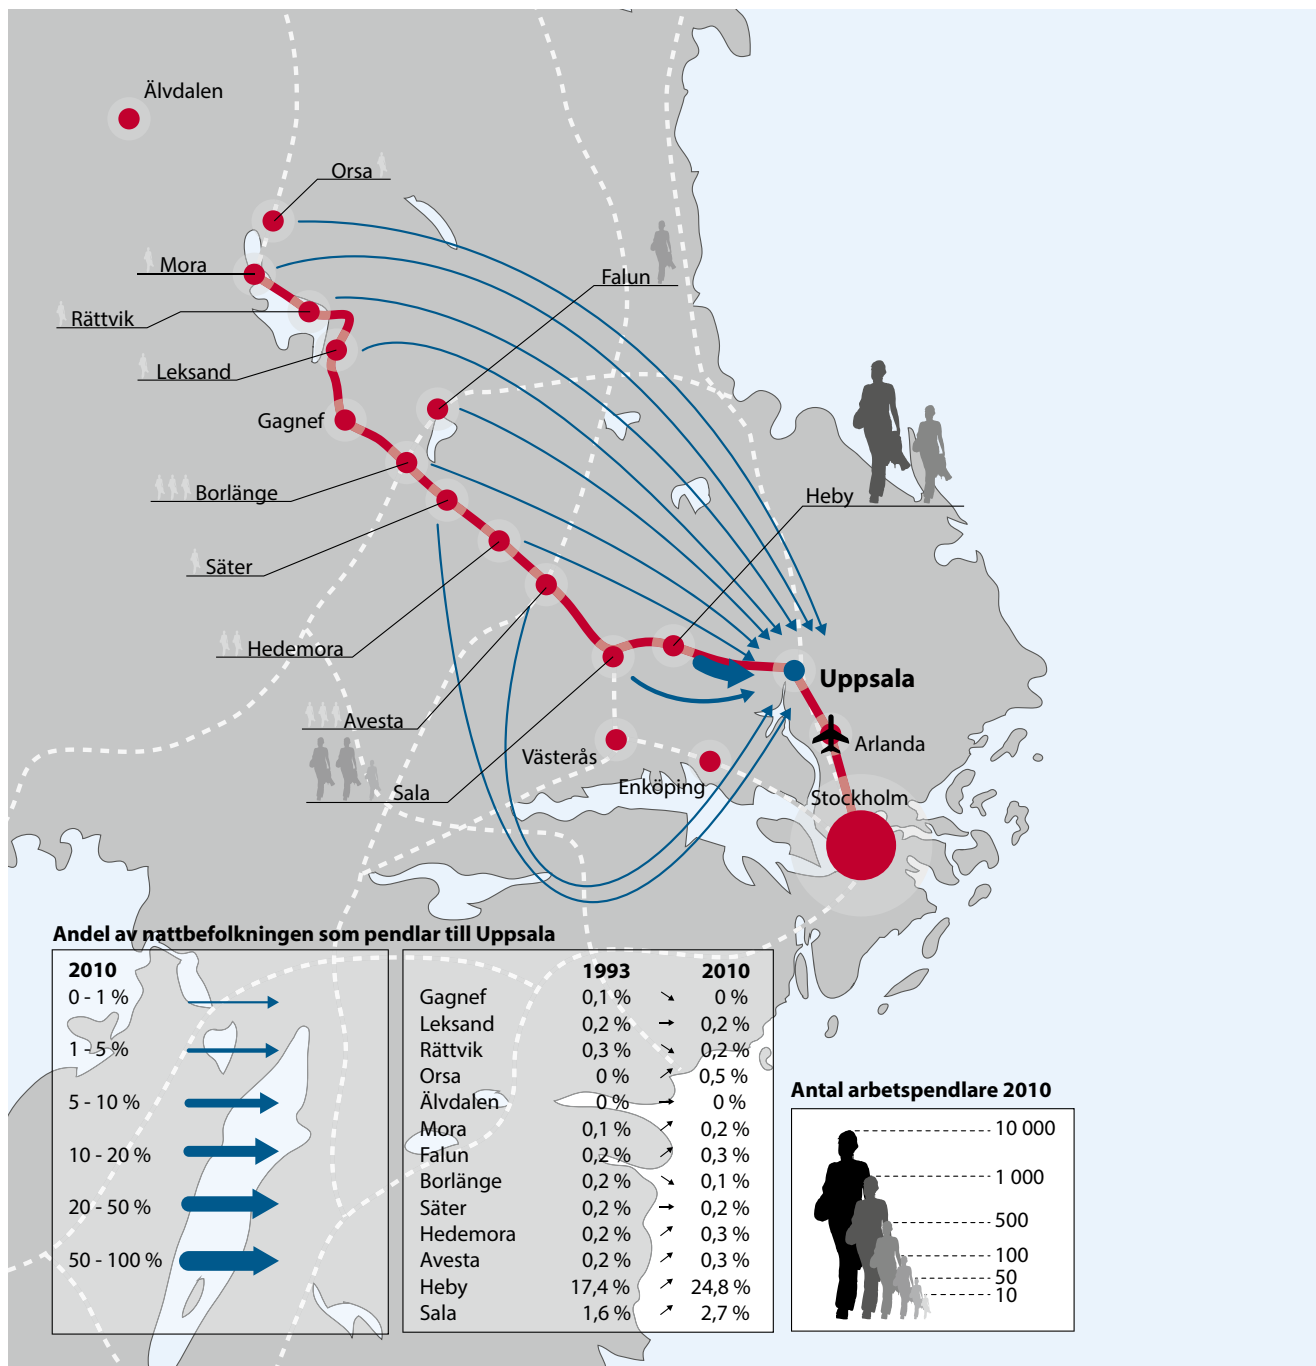 Älvdalen
Orsa
Mora
Falun
Rättvik
Leksand
Gagnef
Borlänge
Heby
Säter
Hedemora
Uppsala
Avesta
Arlanda
Västerås
Enköping
Sala
Stockholm
Andel av nattbefolkningen som pendlar till Uppsala
2010
0 - 1 %
1 - 5 %
5 - 10 %
10 - 20 %
20 - 50 %
50 - 100 %
1993 2010
Gagnef 0,1 % 0 %
Leksand 0,2 % 0,2 %
Rättvik 0,3 % 0,2 %
Orsa 0 % 0,5 %
Älvdalen 0 % 0 %
Mora 0,1 % 0,2 %
Falun 0,2 % 0,3 %
Borlänge 0,2 % 0,1 %
Säter 0,2 % 0,2 %
Hedemora 0,2 % 0,3 %
Avesta 0,2 % 0,3 %
Heby 17,4 % 24,8 %
Sala 1,6 % 2,7 %
Antal arbetspendlare 2010
10 000
1 000
500
100
50
10